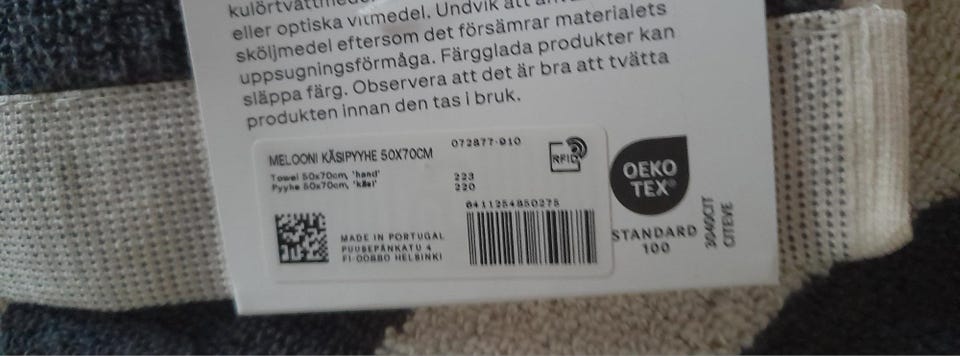 kulörtvättmedel
eller optiska vitmedel. Undvik att
sköljmedel eftersom det försämrar materialets
uppsugningsförmåga. Färgglada produkter kan
släppa färg. Observera att det är bra att tvätta
produkten innan den tas i bruk.
MELOONI KÄSIPYYHE 50X70CM
072877-910
RFID
Towel 50x70cm, 'hand'
223
Pyyhe 50x70cm, 'käsi'
220
6411254850275
MADE IN PORTUGAL
PUUSEPÄNKATU 4
FI-00880 HELSINKI
OEKO
TEX®
STANDARD
100
3040CIT
CITEVE